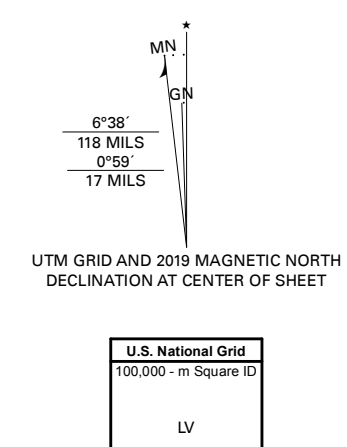 ★
MN
GN
6°38´
118 MILS
0°59´
17 MILS
UTM GRID AND 2019 MAGNETIC NORTH
DECLINATION AT CENTER OF SHEET
U.S. National Grid
100,000 - m Square ID
LV